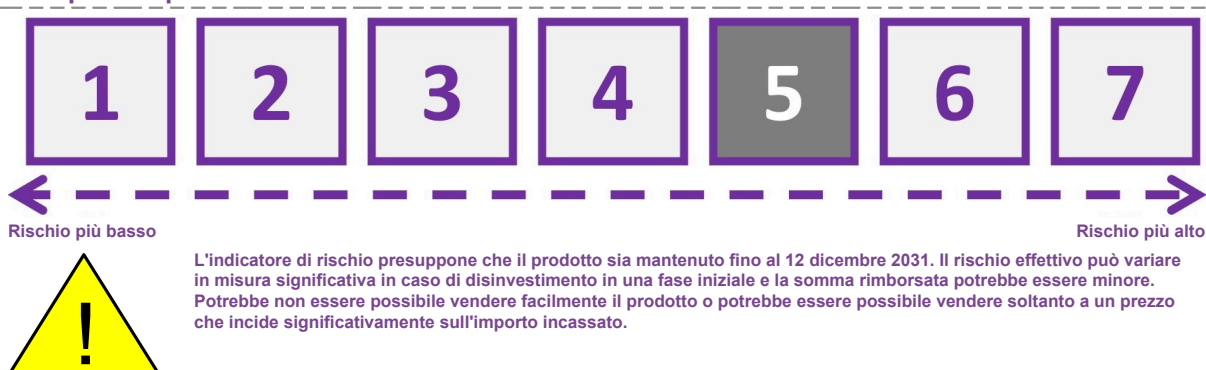 1 2 3 4 5 6 7
Rischio più basso Rischio più alto
L'indicatore di rischio presuppone che il prodotto sia mantenuto fino al 12 dicembre 2031. Il rischio effettivo può variare
in misura significativa in caso di disinvestimento in una fase iniziale e la somma rimborsata potrebbe essere minore.
Potrebbe non essere possibile vendere facilmente il prodotto o potrebbe essere possibile vendere soltanto a un prezzo
che incide significativamente sull'importo incassato.
!